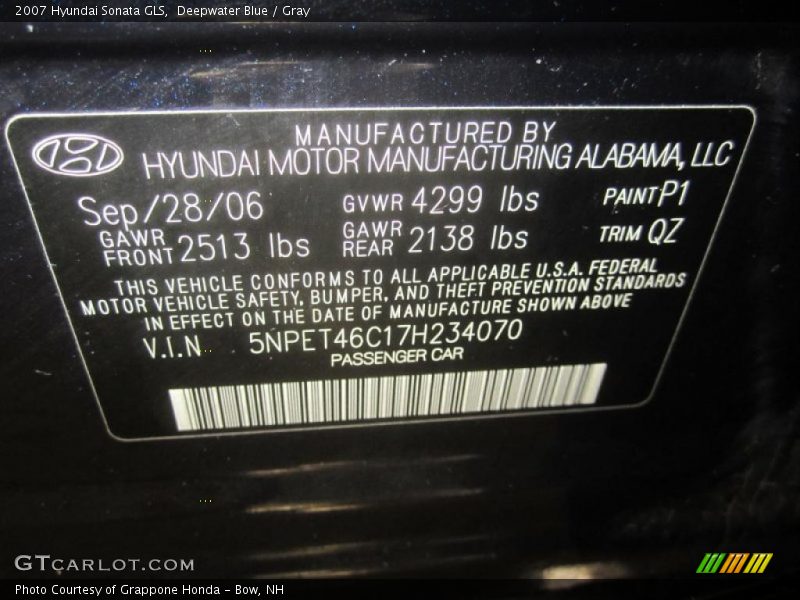 2007 Hyundai Sonata GLS, Deepwater Blue / Gray
MANUFACTURED BY
HYUNDAI MOTOR MANUFACTURING ALABAMA, LLC
Sep/28/06 GVWR 4299 lbs PAINT P1
GAWR FRONT 2513 lbs GAWR REAR 2138 lbs TRIM QZ
THIS VEHICLE CONFORMS TO ALL APPLICABLE U.S.A. FEDERAL
MOTOR VEHICLE SAFETY, BUMPER, AND THEFT PREVENTION STANDARDS
IN EFFECT ON THE DATE OF MANUFACTURE SHOWN ABOVE
V.I.N 5NPET46C17H234070
PASSENGER CAR
GTCARLOT.COM
Photo Courtesy of Grappone Honda - Bow, NH